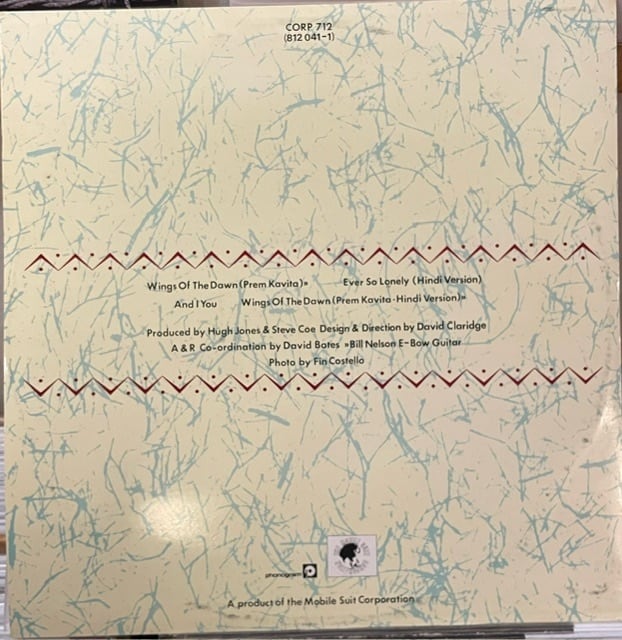 CORP. 712
(812 041-1)
Wings Of The Dawn (Prem Kavita)» Ever So Lonely (Hindi Version)
And I You Wings Of The Dawn (Prem Kavita-Hindi Version)»
Produced by Hugh Jones & Steve Coe Design & Direction by David Claridge
A & R Co-ordination by David Bates »Bill Nelson E-Bow Guitar
Photo by Fin Costello
phonogram
A product of the Mobile Suit Corporation